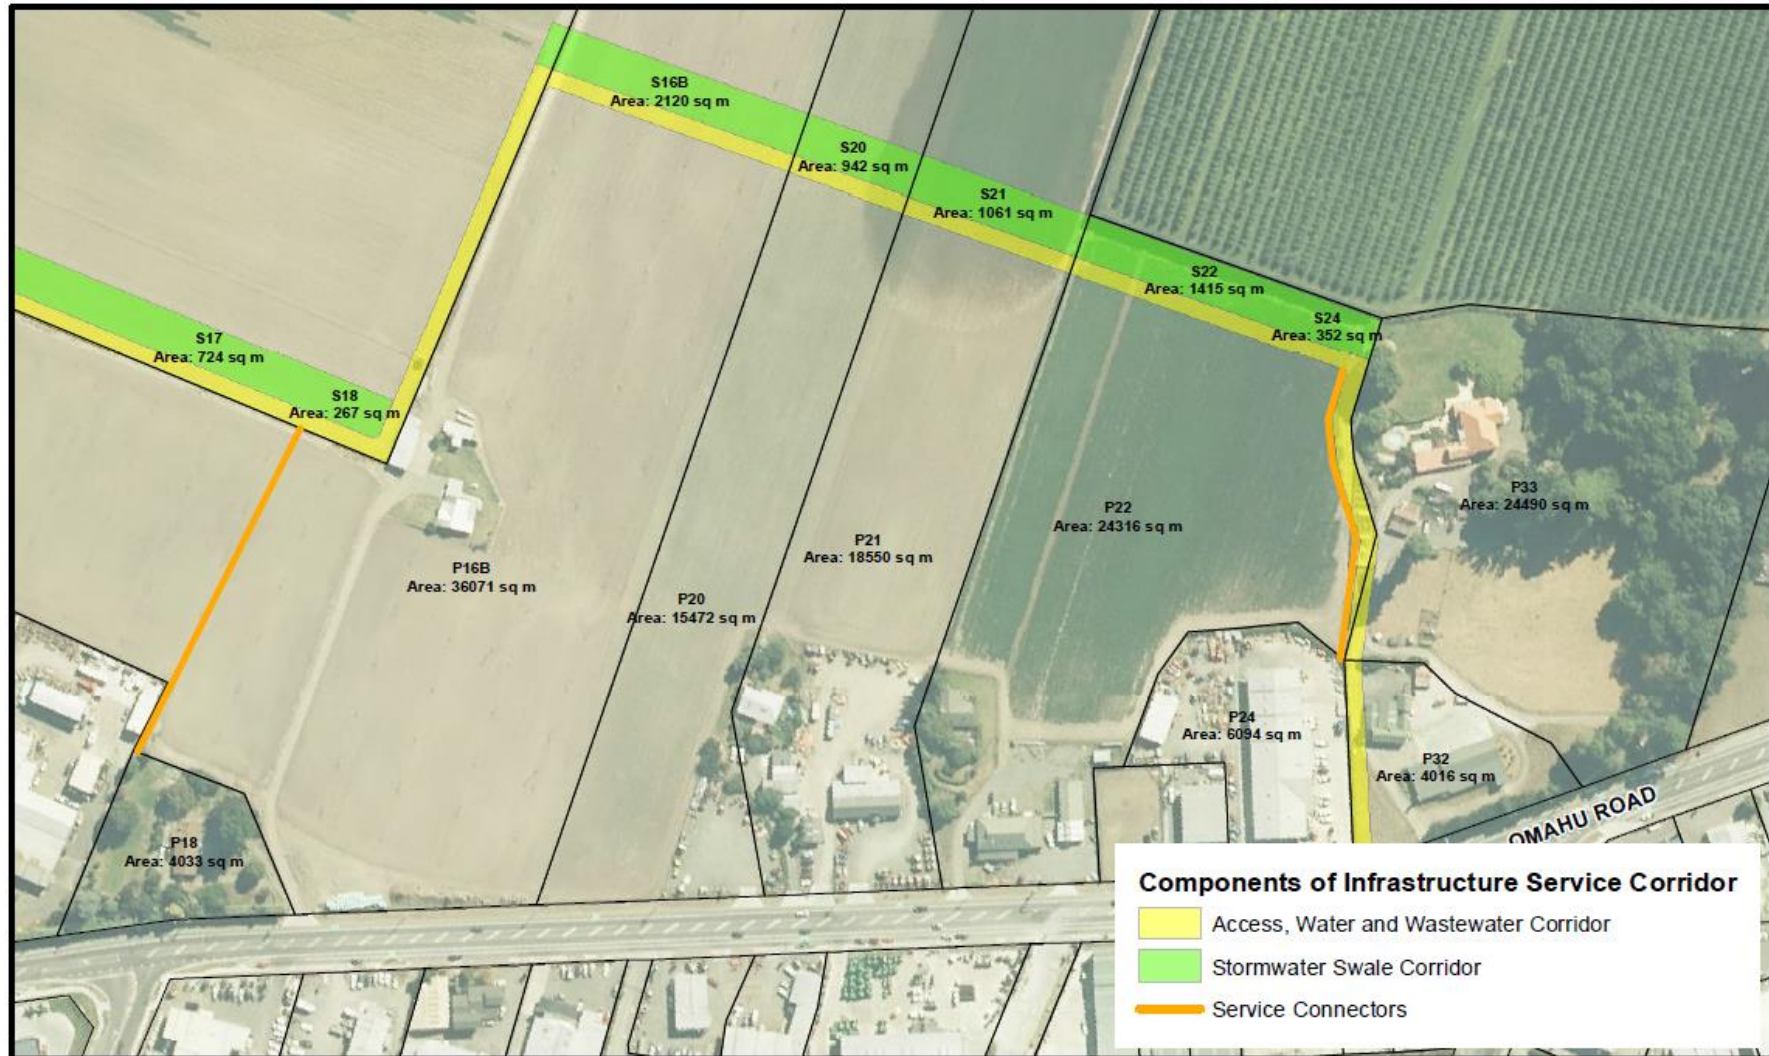 S16B
Area: 2120 sq m
S20
Area: 942 sq m
S21
Area: 1061 sq m
S22
Area: 1415 sq m
S24
Area: 352 sq m
S17
Area: 724 sq m
S18
Area: 267 sq m
P33
Area: 24490 sq m
P22
Area: 24316 sq m
P21
Area: 18550 sq m
P16B
Area: 36071 sq m
P20
Area: 15472 sq m
P24
Area: 6094 sq m
P32
Area: 4016 sq m
P18
Area: 4033 sq m
OMAHU ROAD
Components of Infrastructure Service Corridor
Access, Water and Wastewater Corridor
Stormwater Swale Corridor
Service Connectors